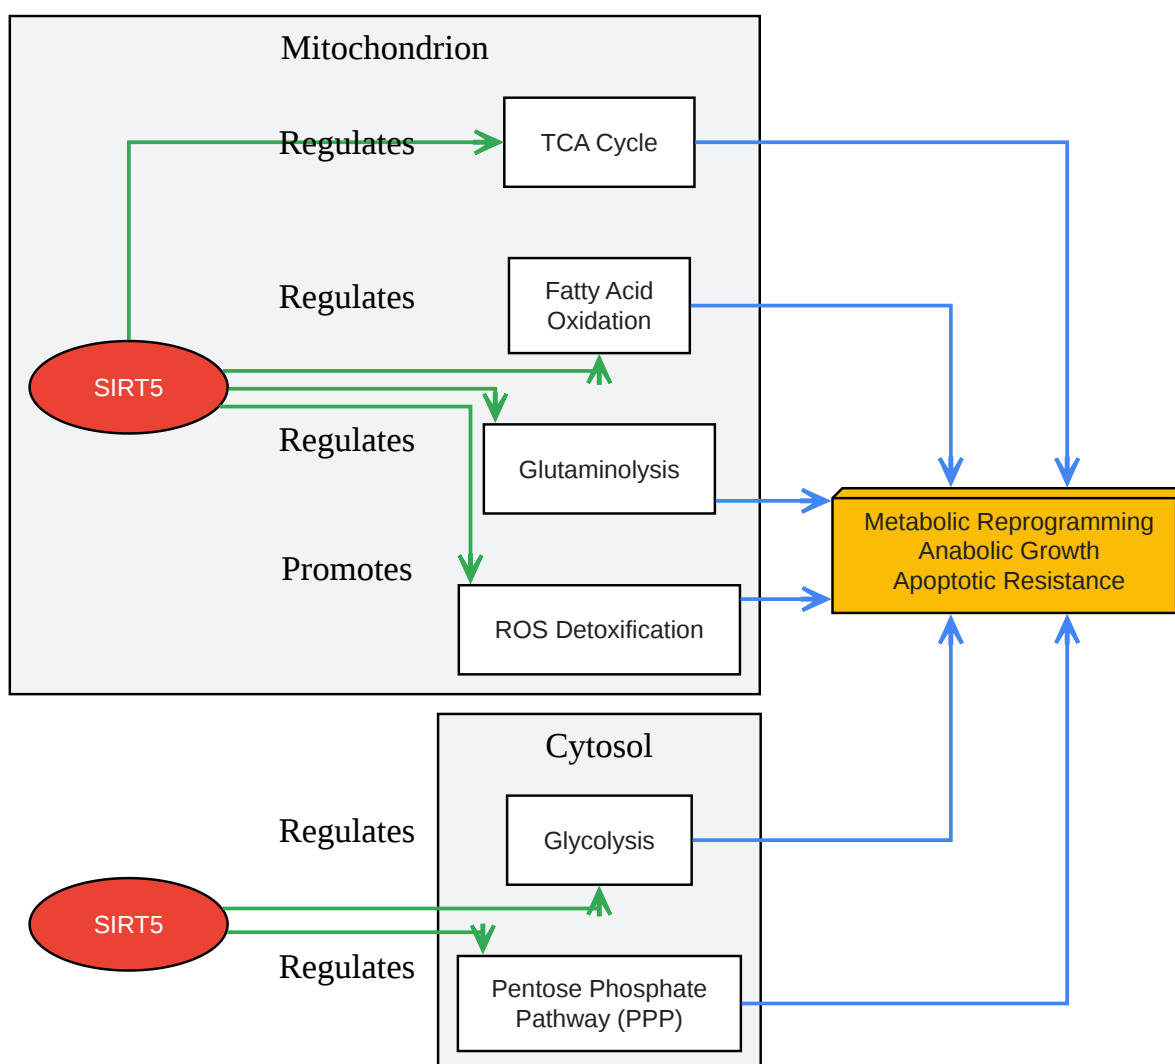 Mitochondrion
Regulates
TCA Cycle
Regulates
Fatty Acid
Oxidation
SIRT5
Regulates
Glutaminolysis
Metabolic Reprogramming
Anabolic Growth
Apoptotic Resistance
Promotes
ROS Detoxification
Cytosol
Regulates
Glycolysis
SIRT5
Regulates
Pentose Phosphate
Pathway (PPP)